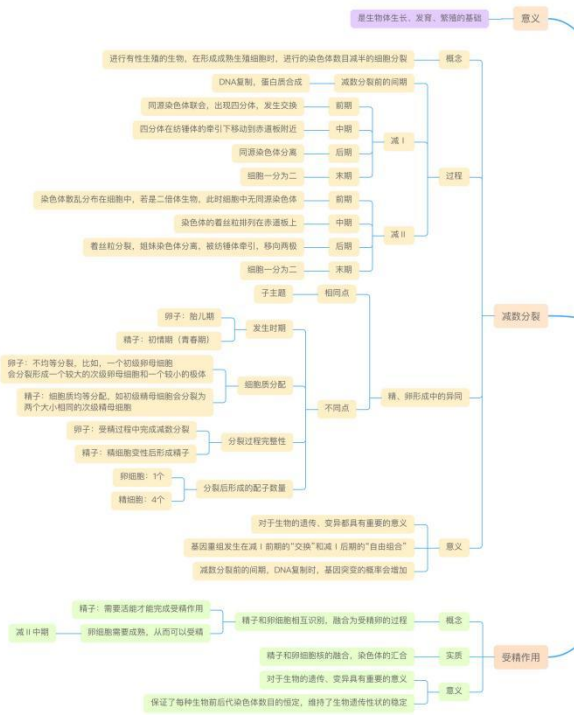 是生物体生长、发育、繁殖的基础
意义
进行有性生殖的生物，在形成成熟生殖细胞时，进行的染色体数目减半的细胞分裂
概念
DNA复制，蛋白质合成
减数分裂前的间期
同源染色体联会，出现四分体，发生交换
前期
四分体在纺锤体的牵引下移动到赤道板附近
中期
减Ⅰ
同源染色体分离
后期
细胞一分为二
末期
过程
染色体散乱分布在细胞中，若是二倍体生物，此时细胞中无同源染色体
前期
染色体的着丝粒排列在赤道板上
中期
减Ⅱ
着丝粒分裂，姐妹染色体分离，被纺锤体牵引，移向两极
后期
细胞一分为二
末期
减数分裂
子主题
相同点
卵子：胎儿期
发生时期
精子：初情期（青春期）
卵子：不均等分裂，比如，一个初级卵母细胞
会分裂形成一个较大的次级卵母细胞和一个较小的极体
细胞质分配
精子：细胞质均等分配，如初级精母细胞会分裂为
两个大小相同的次级精母细胞
不同点
精、卵形成中的异同
卵子：受精过程中完成减数分裂
分裂过程完整性
精子：精细胞变性后形成精子
卵细胞：1个
分裂后形成的配子数量
精细胞：4个
对于生物的遗传、变异都具有重要的意义
基因重组发生在减Ⅰ前期的“交换”和减Ⅰ后期的“自由组合”
意义
减数分裂前的间期，DNA复制时，基因突变的概率会增加
精子：需要活能才能完成受精作用
精子和卵细胞相互识别，融合为受精卵的过程
概念
减Ⅱ中期
卵细胞需要成熟，从而可以受精
精子和卵细胞核的融合，染色体的汇合
实质
受精作用
对于生物的遗传、变异具有重要的意义
意义
保证了每种生物前后代染色体数目的恒定，维持了生物遗传性状的稳定